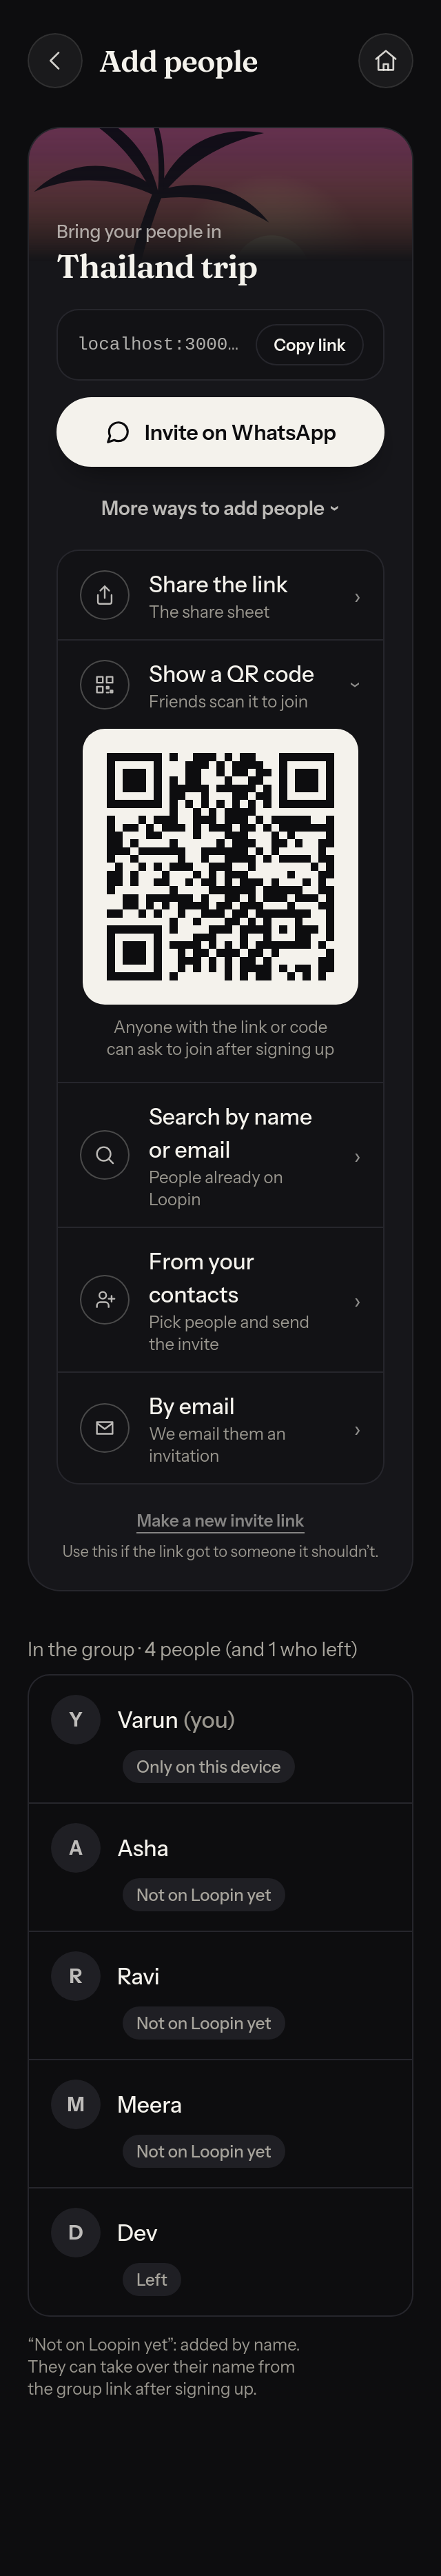 Add people
Bring your people in
Thailand trip
localhost:3000…
Copy link
Invite on WhatsApp
More ways to add people
Share the link
The share sheet
Show a QR code
Friends scan it to join
Anyone with the link or code
can ask to join after signing up
Search by name
or email
People already on
Loopin
From your
contacts
Pick people and send
the invite
By email
We email them an
invitation
Make a new invite link
Use this if the link got to someone it shouldn’t.
In the group · 4 people (and 1 who left)
Y
Varun (you)
Only on this device
A
Asha
Not on Loopin yet
R
Ravi
Not on Loopin yet
M
Meera
Not on Loopin yet
D
Dev
Left
“Not on Loopin yet”: added by name.
They can take over their name from
the group link after signing up.